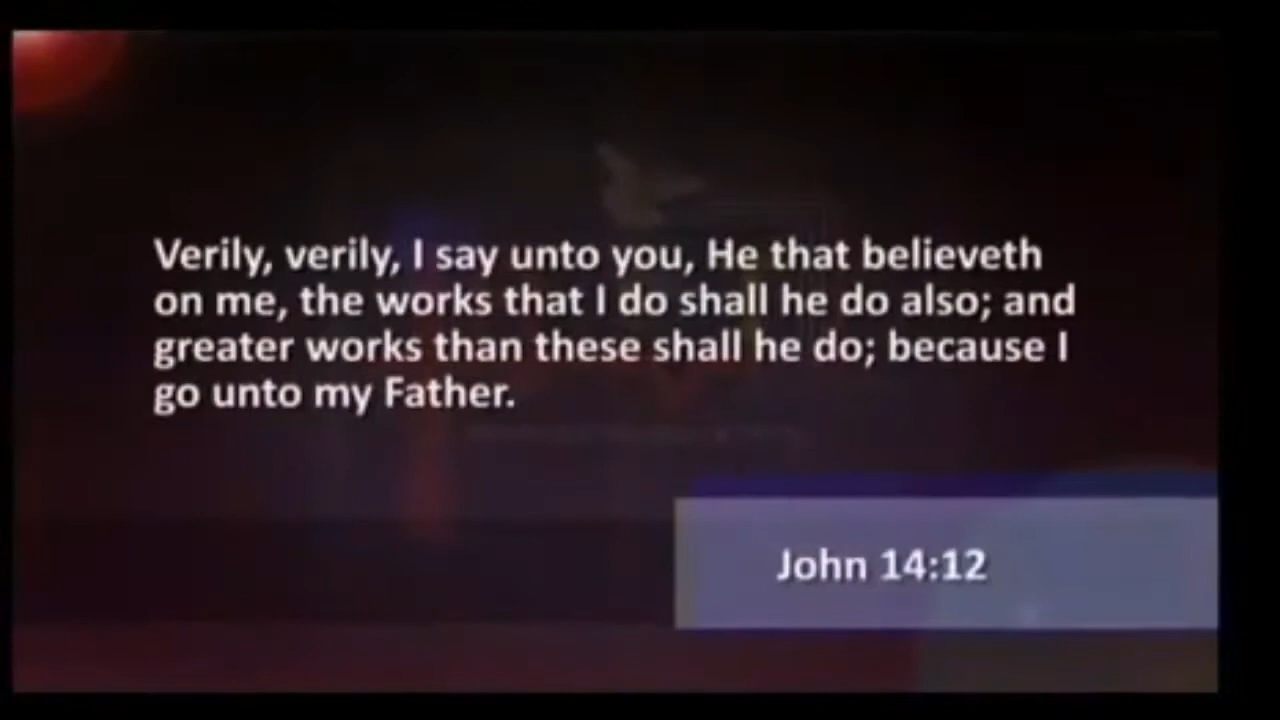 Verily, verily, I say unto you, He that believeth
on me, the works that I do shall he do also; and
greater works than these shall he do; because I
go unto my Father.
John 14:12